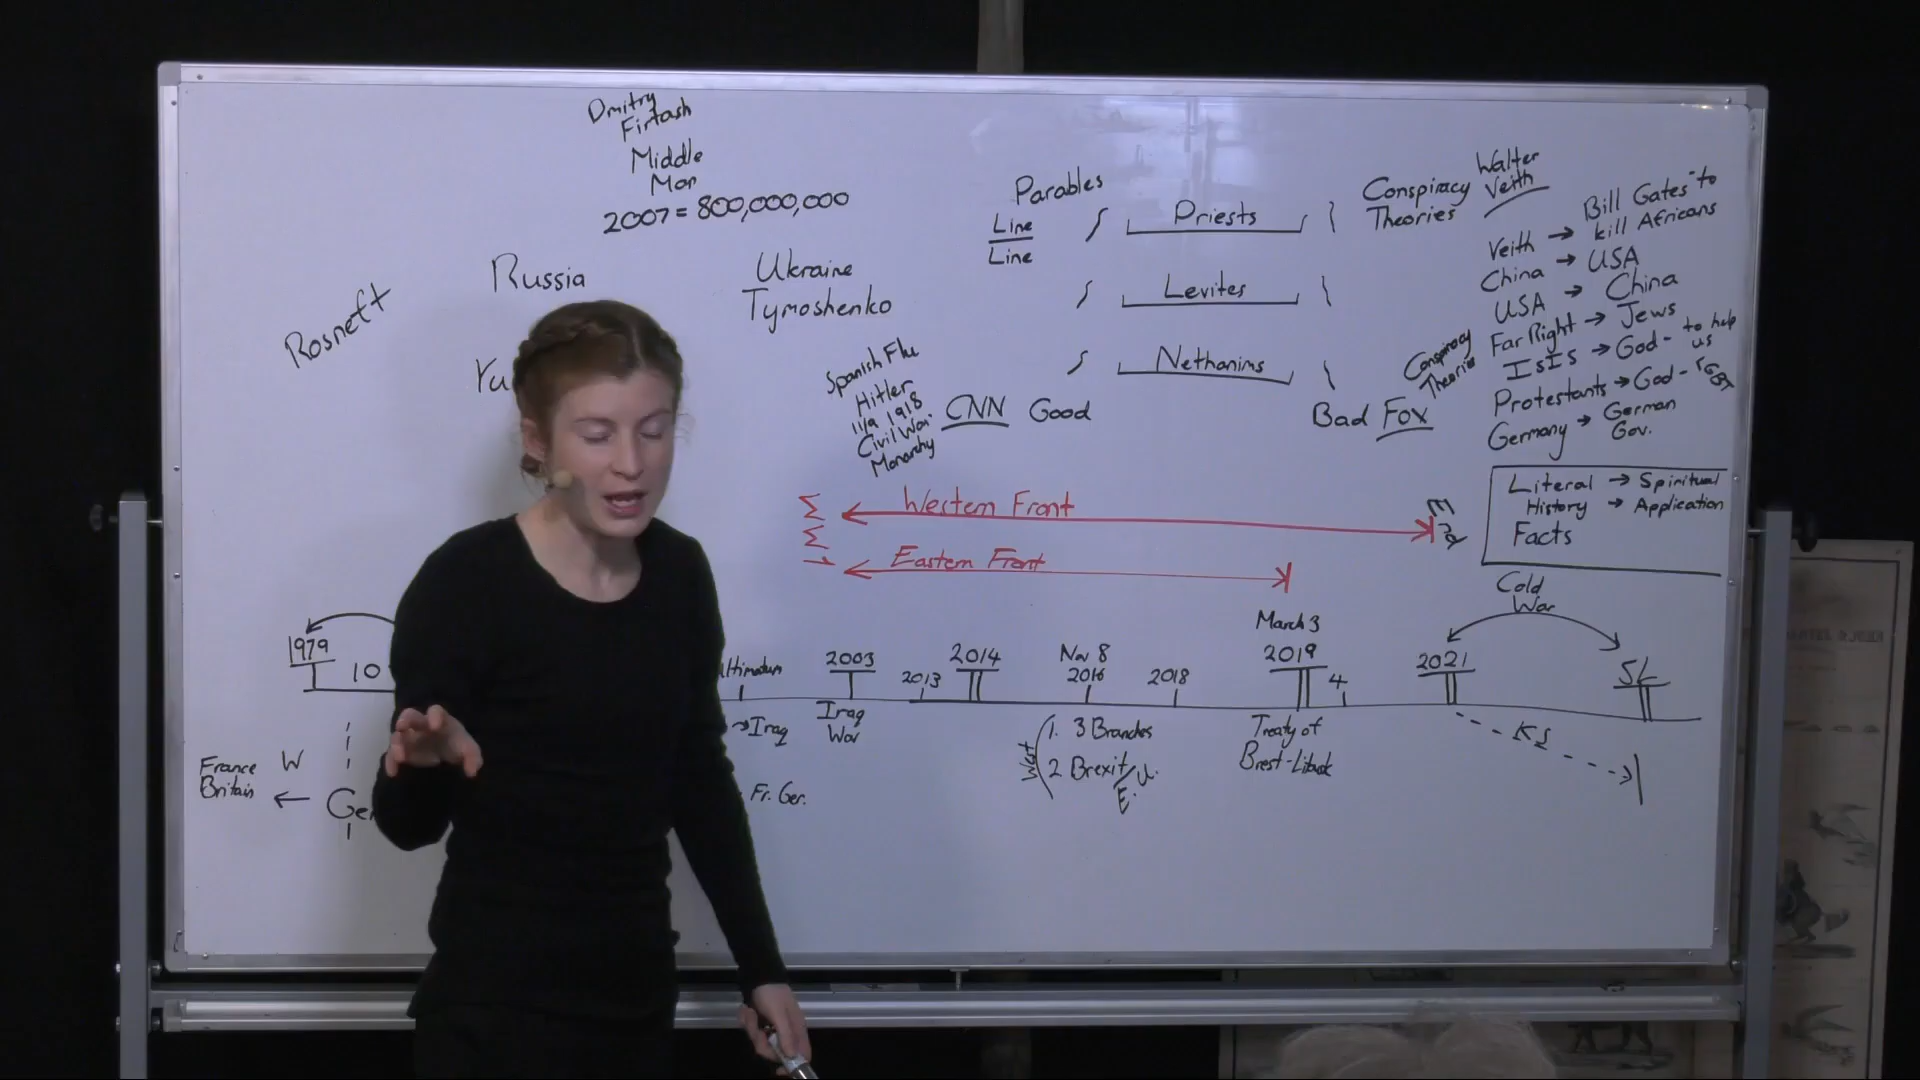 Dmitry
Firtash
Middle
Man
2007 = 800,000,000
Rosneft
Russia
Yu
Ukraine
Tymoshenko
Spanish Flu
Hitler
11/9 1918
Civil War
Monarchy
CNN Good
Parables
Line
Line
Priests
Levites
Nethanims
Conspiracy
Theories
Walter
Veith
Veith → Bill Gates to
kill Africans
China → USA
USA → China
Far Right → Jews
ISIS → God - to help
us
Protestants → God - LGBT
Germany → German
Gov.
Conspiracy
Theories
Bad Fox
Literal → Spiritual
History → Application
Facts
Western Front
End
Eastern Front
Cold
War
1979
10
ltimatum
→Iraq
Fr. Ger.
2003
Iraq
War
2013
2014
Nov 8
2016
2018
March 3
2019
4
2021
SL
West
1. 3 Branches
2 Brexit/U.
E.
Treaty of
Brest-Litovsk
KS
France W
Britain ← Ger